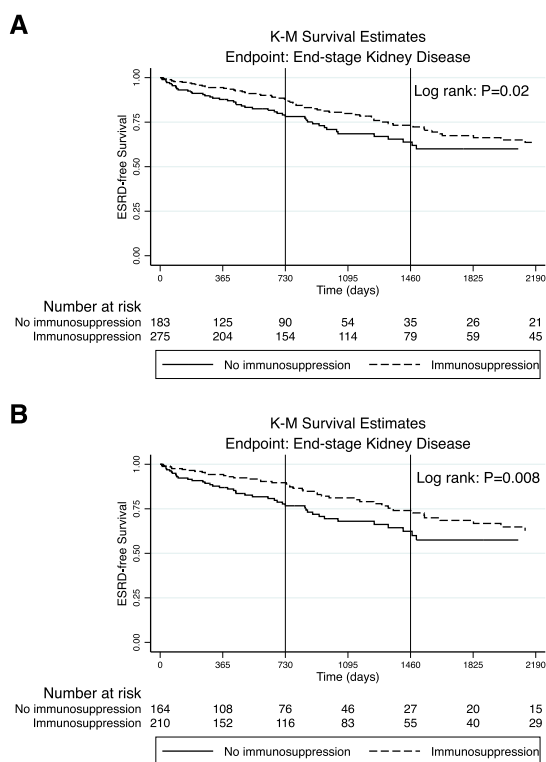 A
K-M Survival Estimates
Endpoint: End-stage Kidney Disease
Log rank: P=0.02
ESRD-free Survival
1.00
0.75
0.50
0.25
0.00
0 365 730 1095 1460 1825 2190
Time (days)
Number at risk
No immunosuppression 183 125 90 54 35 26 21
Immunosuppression 275 204 154 114 79 59 45
No immunosuppression Immunosuppression
B
K-M Survival Estimates
Endpoint: End-stage Kidney Disease
Log rank: P=0.008
ESRD-free Survival
1.00
0.75
0.50
0.25
0.00
0 365 730 1095 1460 1825 2190
Time (days)
Number at risk
No immunosuppression 164 108 76 46 27 20 15
Immunosuppression 210 152 116 83 55 40 29
No immunosuppression Immunosuppression